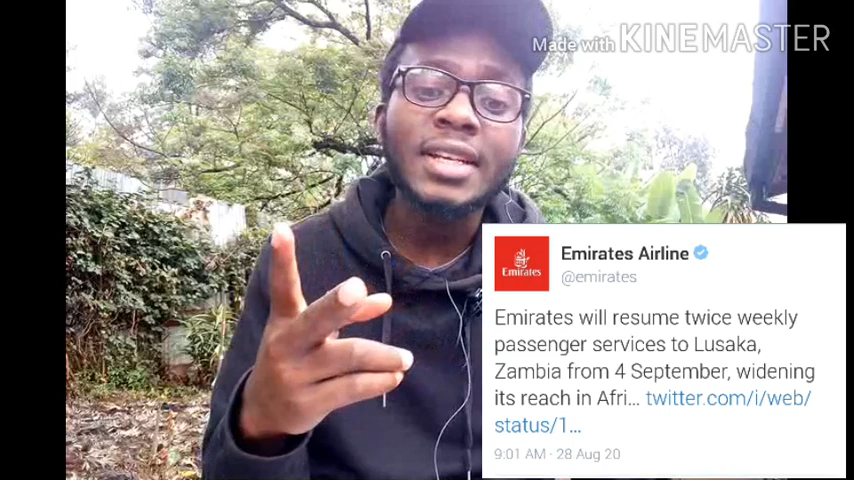 Made with KINEMASTER
Emirates Airline
@emirates
Emirates
Emirates will resume twice weekly
passenger services to Lusaka,
Zambia from 4 September, widening
its reach in Afri... twitter.com/i/web/
status/1...
9:01 AM · 28 Aug 20